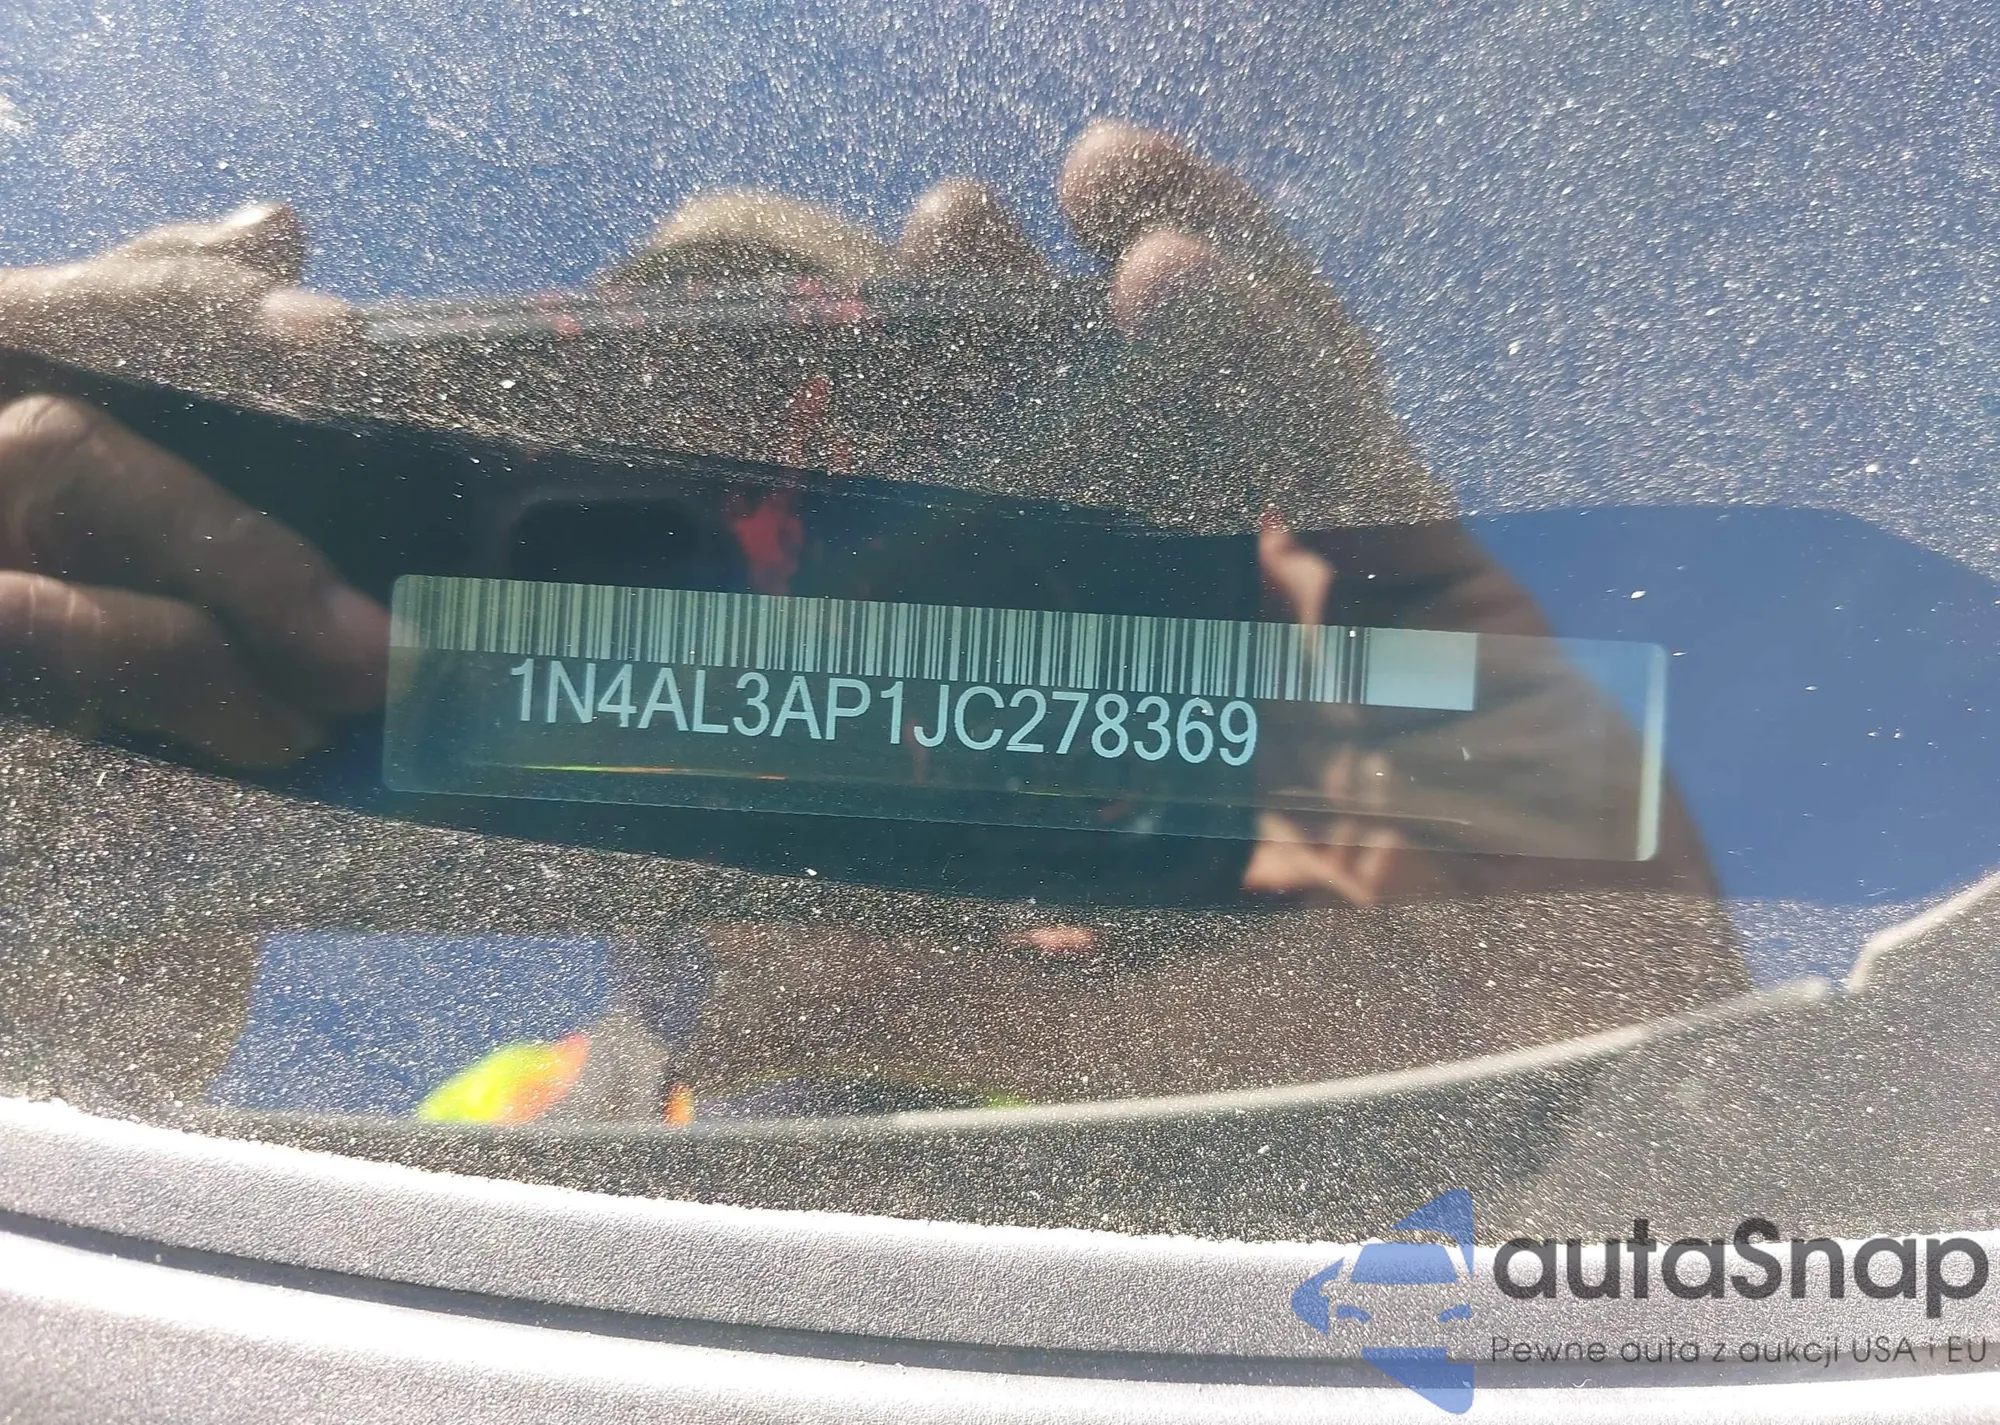 1N4AL3AP1JC278369
autaSnap
Pewne auta z aukcji USA i EU